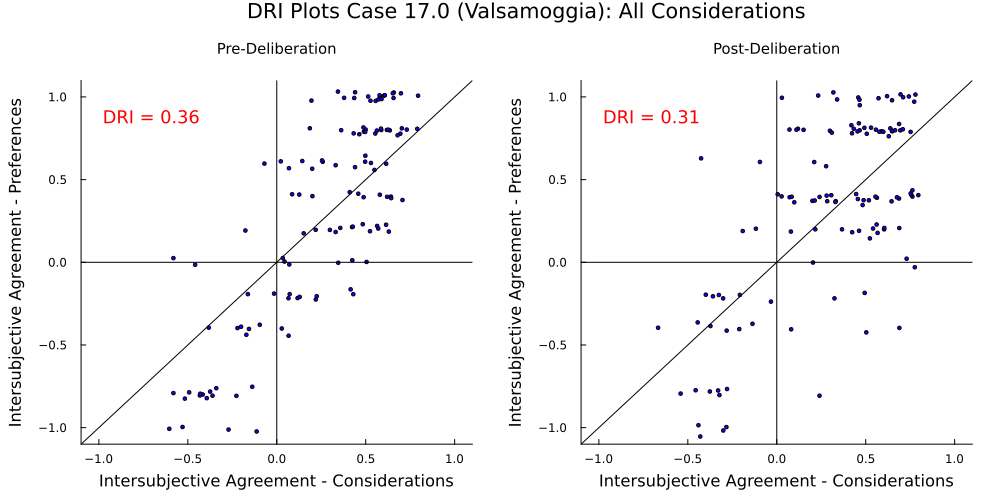 DRI Plots Case 17.0 (Valsamoggia): All Considerations
Pre-Deliberation
Post-Deliberation
DRI = 0.36
DRI = 0.31
Intersubjective Agreement - Preferences
1.0
0.5
0.0
−0.5
−1.0
−1.0
−0.5
0.0
0.5
1.0
Intersubjective Agreement - Considerations
Intersubjective Agreement - Preferences
1.0
0.5
0.0
−0.5
−1.0
−1.0
−0.5
0.0
0.5
1.0
Intersubjective Agreement - Considerations